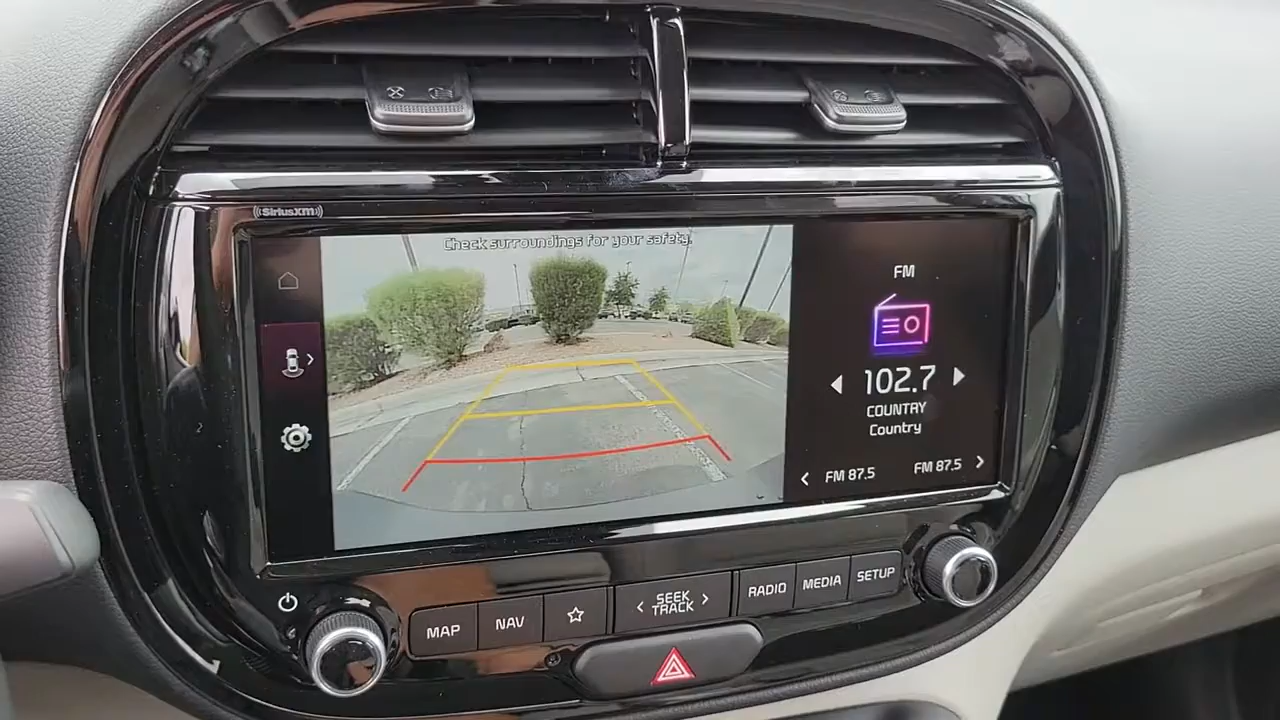 ((SiriusXM))
Check surroundings for your safety.
FM
102.7
COUNTRY
Country
FM 87.5
FM 87.5
MAP
NAV
SEEK
TRACK
RADIO
MEDIA
SETUP